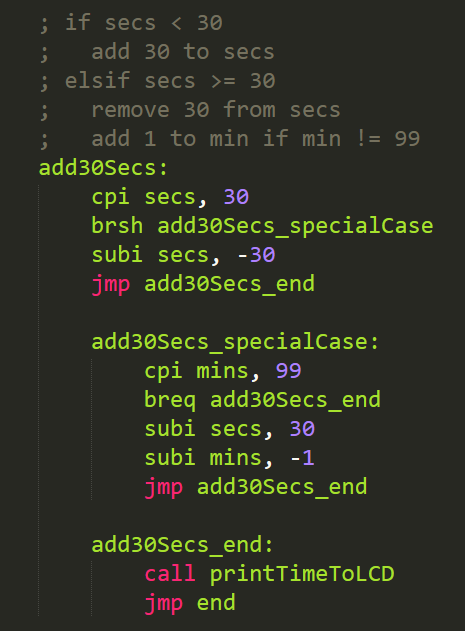 ; if secs < 30
;   add 30 to secs
; elsif secs >= 30
;   remove 30 from secs
;   add 1 to min if min != 99
add30Secs:
    cpi secs, 30
    brsh add30Secs_specialCase
    subi secs, -30
    jmp add30Secs_end

    add30Secs_specialCase:
        cpi mins, 99
        breq add30Secs_end
        subi secs, 30
        subi mins, -1
        jmp add30Secs_end

    add30Secs_end:
        call printTimeToLCD
        jmp end